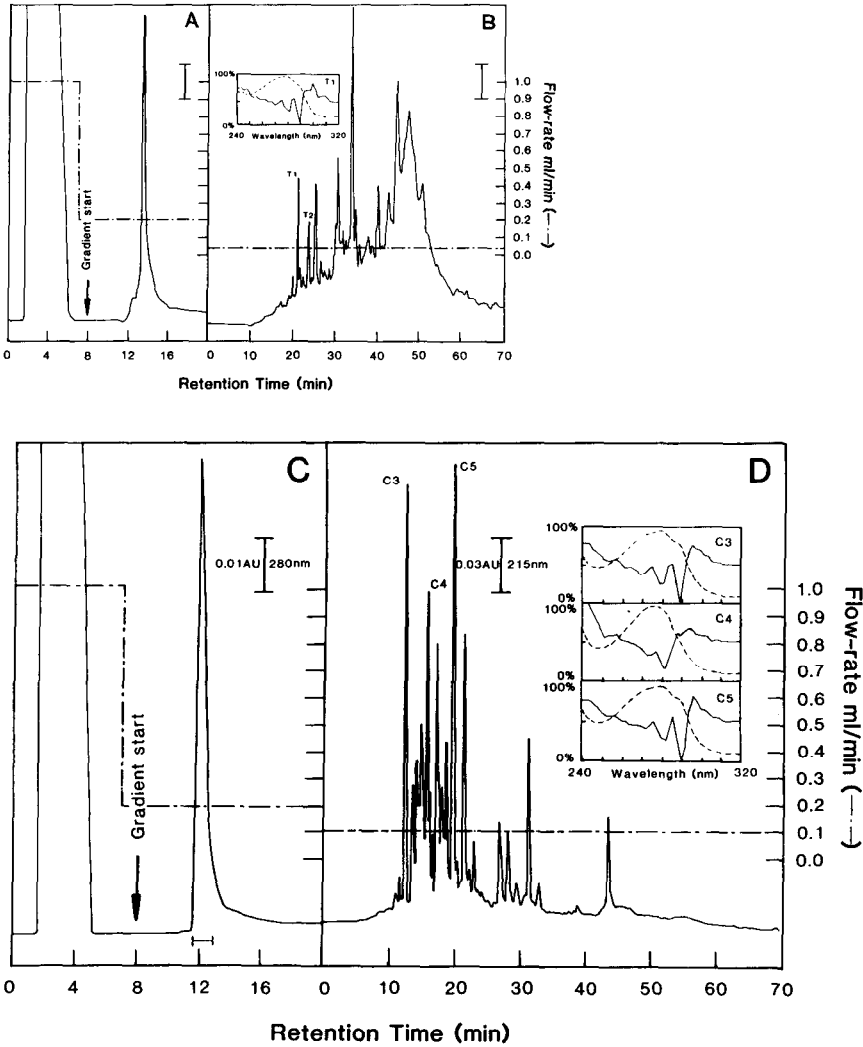 A
B
T1
100%
0%
240 Wavelength (nm) 320
T1
T2
Gradient start
1.0
0.9
0.8
0.7
0.6
0.5
0.4
0.3
0.2
0.1
0.0
Flow-rate ml/min (—·—)
0 4 8 12 16 0 10 20 30 40 50 60 70
Retention Time (min)
C
D
C3
C5
C4
0.01AU 280nm
0.03AU 215nm
100%
C3
0%
100%
C4
0%
100%
C5
0%
240 Wavelength (nm) 320
Gradient start
1.0
0.9
0.8
0.7
0.6
0.5
0.4
0.3
0.2
0.1
0.0
Flow-rate ml/min (—·—)
0 4 8 12 16 0 10 20 30 40 50 60 70
Retention Time (min)